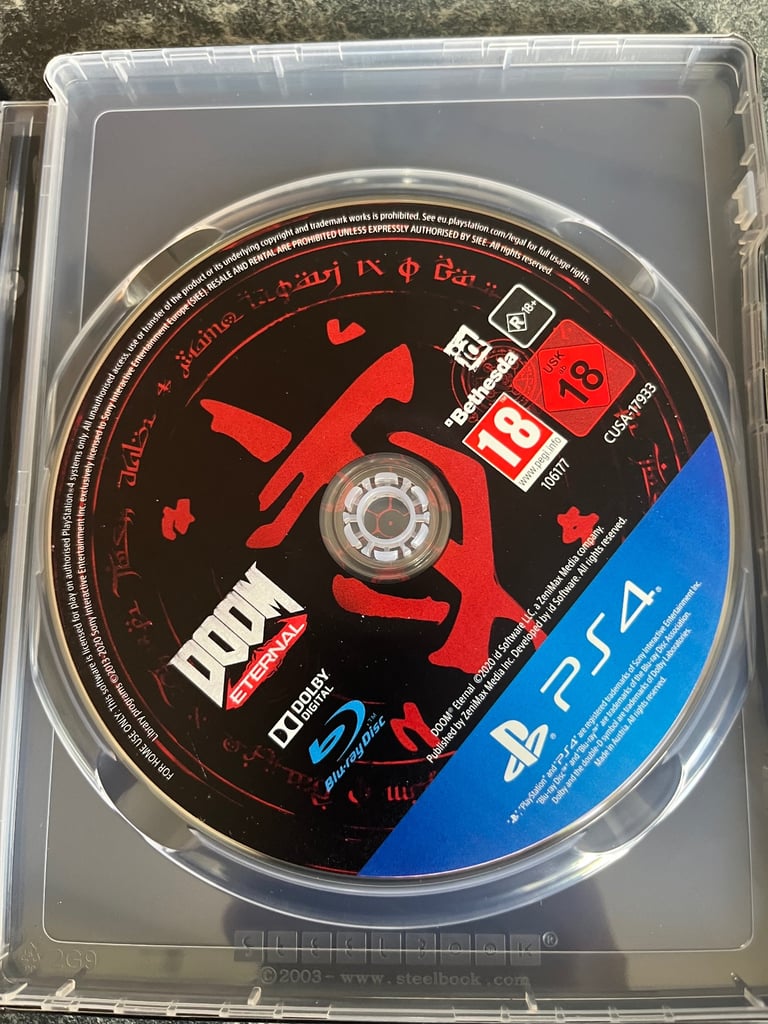 FOR HOME USE ONLY. This software is licensed for play on authorised PlayStation®4 systems only. All unauthorised access, use or transfer of the product or its underlying copyright and trademark works is prohibited. See eu.playstation.com/legal for full usage rights.
Library programs ©2003-2020 Sony Interactive Entertainment Inc. exclusively licensed to Sony Interactive Entertainment Europe (SIEE). RESALE AND RENTAL ARE PROHIBITED UNLESS EXPRESSLY AUTHORISED BY SIEE. All rights reserved.
R 18+
id
Bethesda
USK
ab
18
18
www.pegi.info
106177
CUSA-17933
DOOM
ETERNAL
DOLBY
DIGITAL
Blu-ray Disc™
DOOM® Eternal ©2020 id Software LLC, a ZeniMax Media company.
Published by ZeniMax Media Inc. Developed by id Software. All rights reserved.
PS4®
"PlayStation" and "PS4" are registered trademarks of Sony Interactive Entertainment Inc.
"Blu-ray Disc™" and "Blu-ray™" are trademarks of the Blu-ray Disc Association.
Dolby and the double-D symbol are trademarks of Dolby Laboratories.
Made in Austria. All rights reserved.
STEELBOOK®
2G9
©2003- www.steelbook.com